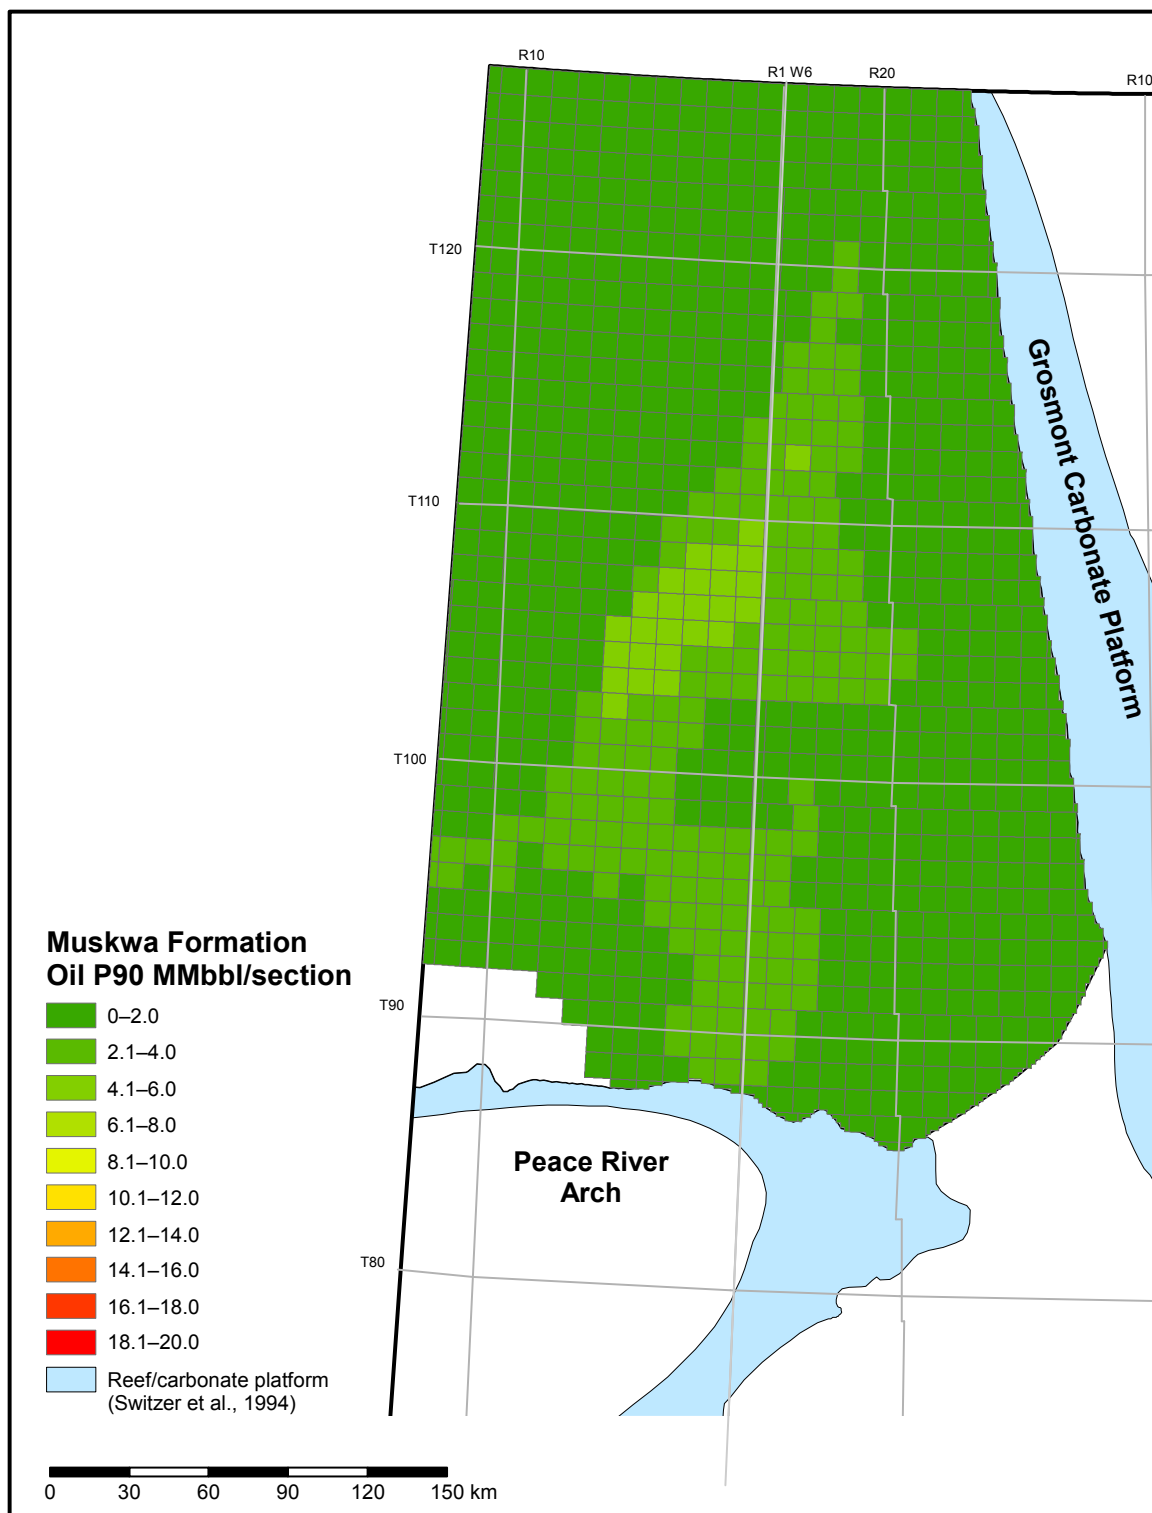 R10
R1 W6
R20
R10
T120
T110
T100
T90
T80
Grosmont Carbonate Platform
Peace River
Arch
Muskwa Formation
Oil P90 MMbbl/section
0–2.0
2.1–4.0
4.1–6.0
6.1–8.0
8.1–10.0
10.1–12.0
12.1–14.0
14.1–16.0
16.1–18.0
18.1–20.0
Reef/carbonate platform
(Switzer et al., 1994)
0 30 60 90 120 150 km